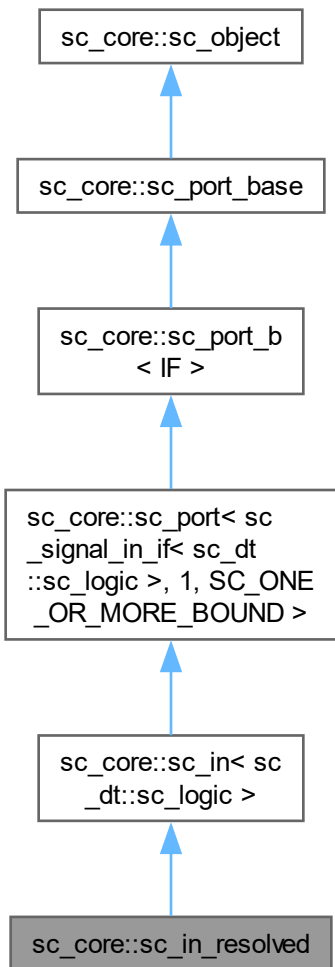 sc_core::sc_object
sc_core::sc_port_base
sc_core::sc_port_b
< IF >
sc_core::sc_port< sc
_signal_in_if< sc_dt
::sc_logic >, 1, SC_ONE
_OR_MORE_BOUND >
sc_core::sc_in< sc
_dt::sc_logic >
sc_core::sc_in_resolved